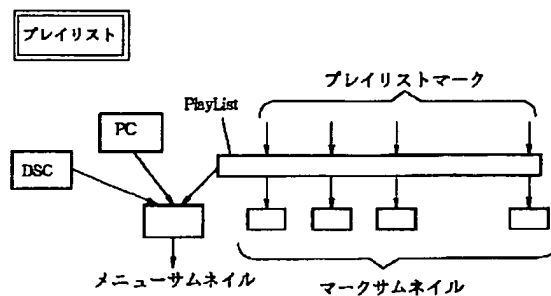 プレイリスト
プレイリストマーク
PlayList
PC
DSC
メニューサムネイル
マークサムネイル